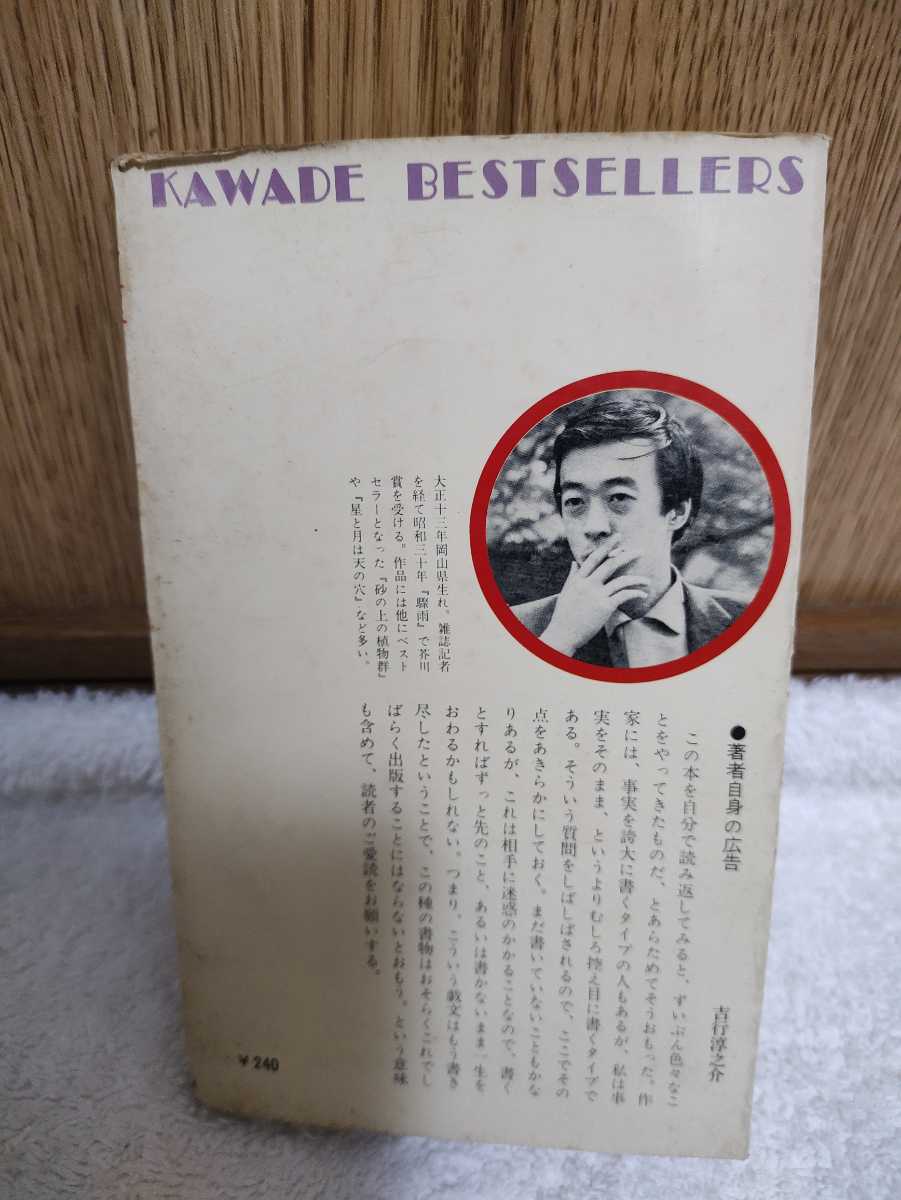 KAWADE BESTSELLERS
大正十三年岡山県生れ。雑誌記者
を経て昭和三十年『驟雨』で芥川
賞を受ける。作品には他にベスト
セラーとなった『砂の上の植物群』
や『星と月は天の穴』など多い。
●著者自身の広告
吉行淳之介
この本を自分で読み返してみると、ずいぶん色々なこ
とをやってきたものだ、とあらためてそうおもった。作
家には、事実を誇大に書くタイプの人もあるが、私は事
実をそのまま、というよりむしろ控え目に書くタイプで
ある。そういう質問をしばしばされるので、ここでその
点をあきらかにしておく。まだ書いていないこともかな
りあるが、これは相手に迷惑のかかることなので、書く
とすればずっと先のこと、あるいは書かないまま一生を
おわるかもしれない。つまり、こういう戯文はもう書き
尽したということで、この種の書物はおそらくこれでし
ばらく出版することにはならないとおもう。という意味
も含めて、読者のご愛読をお願いする。
￥240